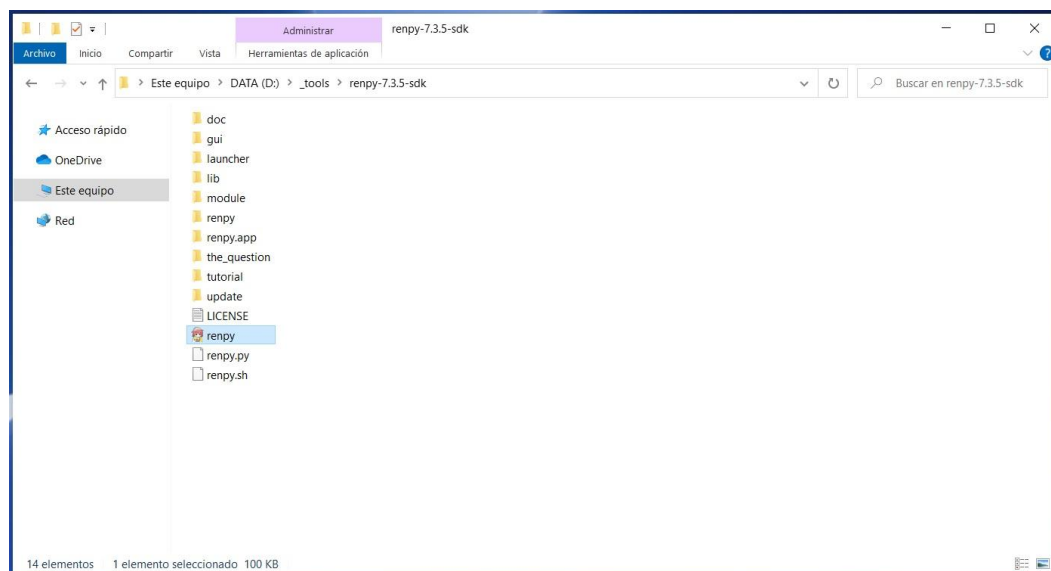 Administrar renpy-7.3.5-sdk
Archivo Inicio Compartir Vista Herramientas de aplicación
Este equipo > DATA (D:) > _tools > renpy-7.3.5-sdk Buscar en renpy-7.3.5-sdk
Acceso rápido
OneDrive
Este equipo
Red
doc
gui
launcher
lib
module
renpy
renpy.app
the_question
tutorial
update
LICENSE
renpy
renpy.py
renpy.sh
14 elementos 1 elemento seleccionado 100 KB